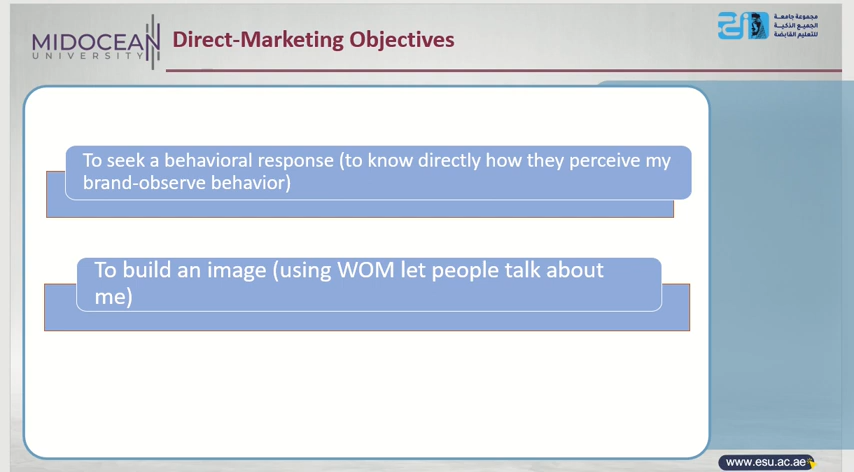 MIDOCEAN
UNIVERSITY
Direct-Marketing Objectives
مجموعة جامعة
الجميع الذكية
للتعليم القابضة
To seek a behavioral response (to know directly how they perceive my
brand-observe behavior)
To build an image (using WOM let people talk about
me)
www.esu.ac.ae